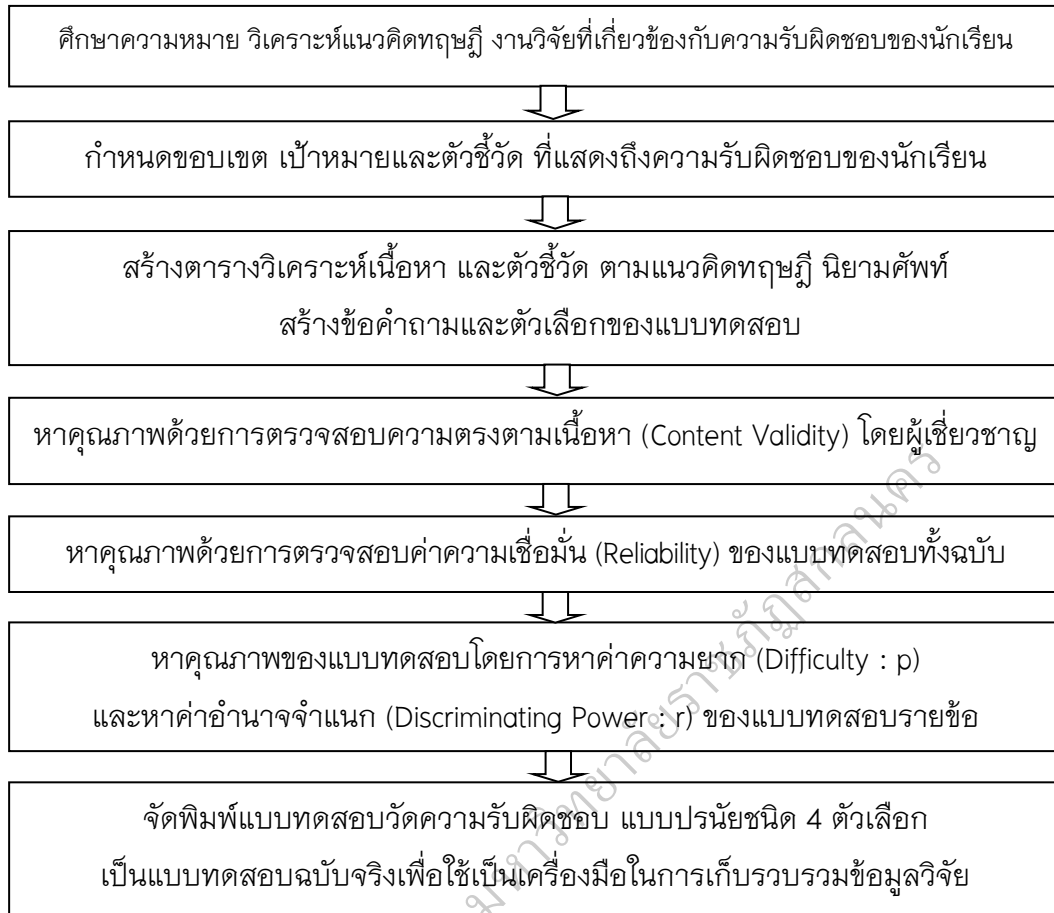 ศึกษาความหมาย วิเคราะห์แนวคิดทฤษฎี งานวิจัยที่เกี่ยวข้องกับความรับผิดชอบของนักเรียน
กำหนดขอบเขต เป้าหมายและตัวชี้วัด ที่แสดงถึงความรับผิดชอบของนักเรียน
สร้างตารางวิเคราะห์เนื้อหา และตัวชี้วัด ตามแนวคิดทฤษฎี นิยามศัพท์
สร้างข้อคำถามและตัวเลือกของแบบทดสอบ
หาคุณภาพด้วยการตรวจสอบความตรงตามเนื้อหา (Content Validity) โดยผู้เชี่ยวชาญ
หาคุณภาพด้วยการตรวจสอบค่าความเชื่อมั่น (Reliability) ของแบบทดสอบทั้งฉบับ
หาคุณภาพของแบบทดสอบโดยการหาค่าความยาก (Difficulty : p)
และหาค่าอำนาจจำแนก (Discriminating Power : r) ของแบบทดสอบรายข้อ
จัดพิมพ์แบบทดสอบวัดความรับผิดชอบ แบบปรนัยชนิด 4 ตัวเลือก
เป็นแบบทดสอบฉบับจริงเพื่อใช้เป็นเครื่องมือในการเก็บรวบรวมข้อมูลวิจัย
มหาวิทยาลัยราชภัฏสกลนคร